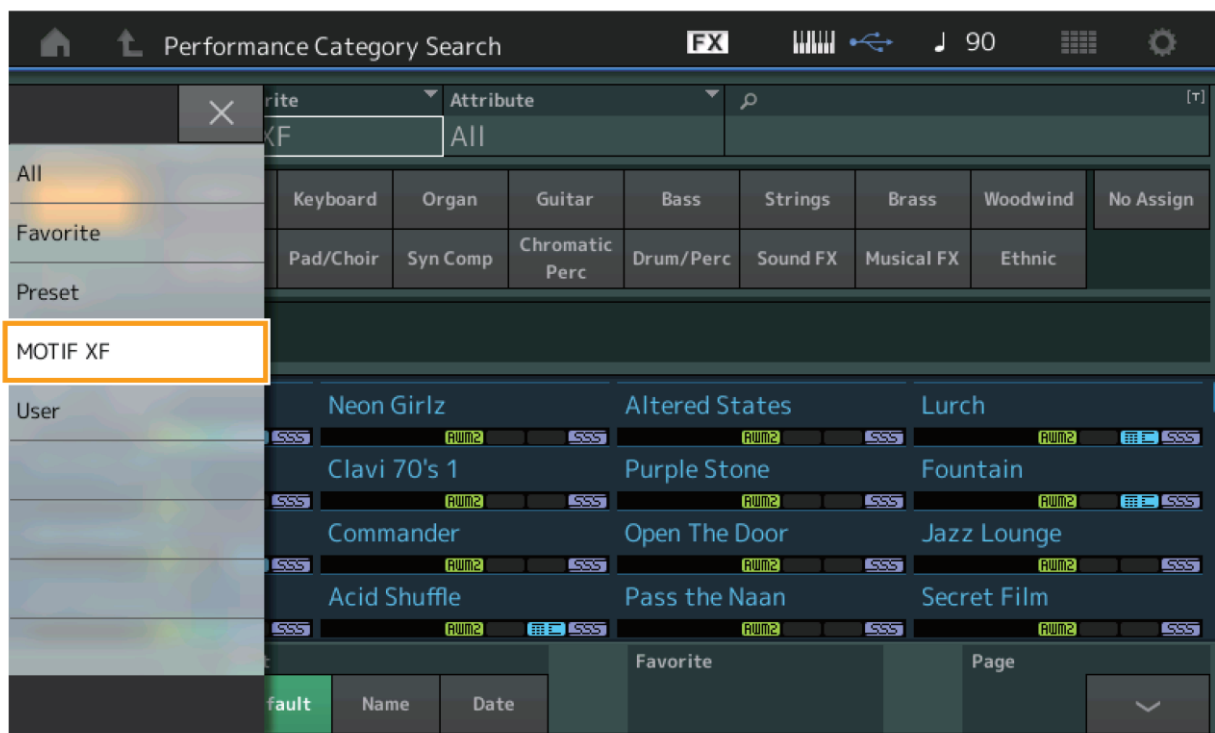 Performance Category Search FX 90
rite Attribute [T]
XF All
All
Favorite
Preset
MOTIF XF
User
Keyboard Organ Guitar Bass Strings Brass Woodwind No Assign
Pad/Choir Syn Comp Chromatic Perc Drum/Perc Sound FX Musical FX Ethnic
Neon Girlz Altered States Lurch
SSS AWM2 SSS AWM2 SSS AWM2 SSS
Clavi 70's 1 Purple Stone Fountain
SSS AWM2 SSS AWM2 SSS AWM2 SSS
Commander Open The Door Jazz Lounge
SSS AWM2 SSS AWM2 SSS AWM2 SSS
Acid Shuffle Pass the Naan Secret Film
SSS AWM2 SSS AWM2 SSS AWM2 SSS
t Favorite Page
fault Name Date